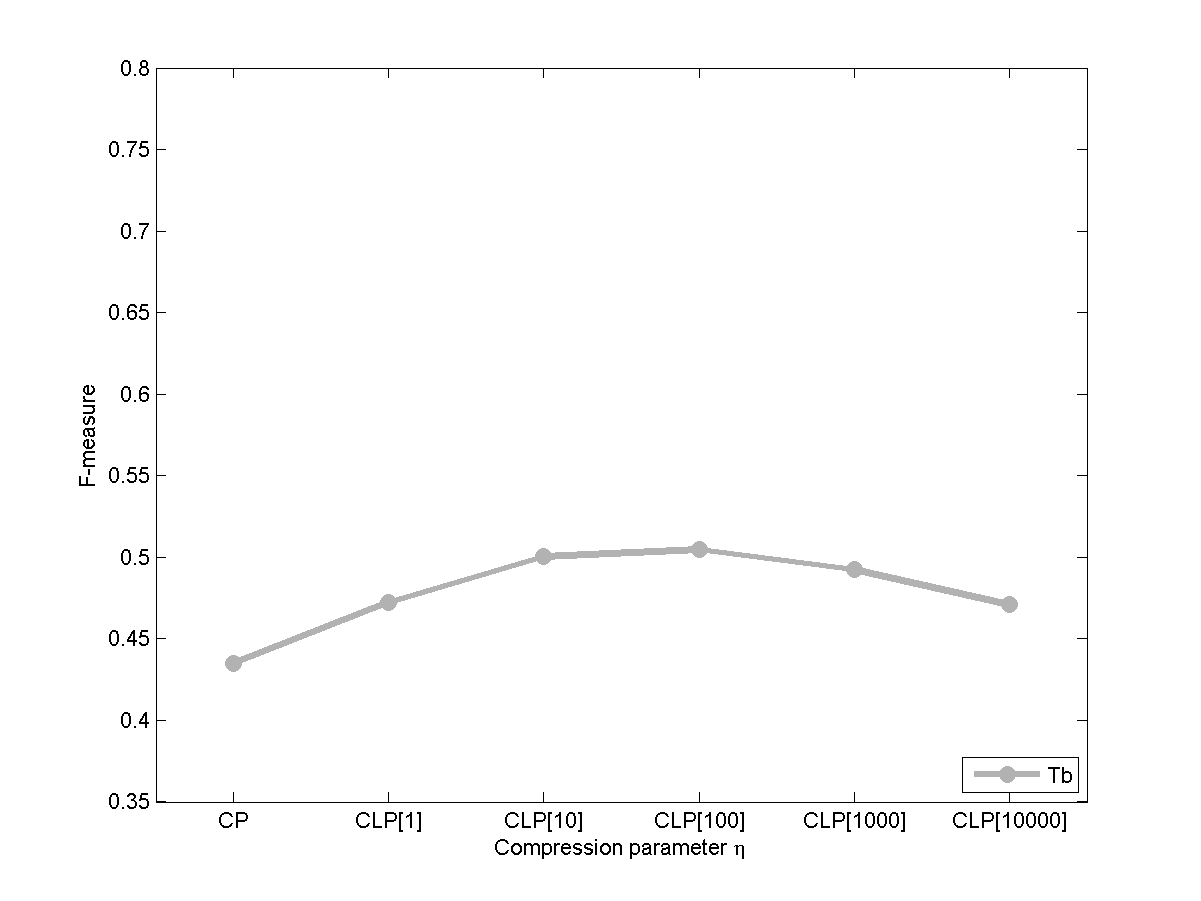 0.8
0.75
0.7
0.65
0.6
0.55
0.5
0.45
0.4
0.35
F-measure
Tb
CP CLP[1] CLP[10] CLP[100] CLP[1000] CLP[10000]
Compression parameter η